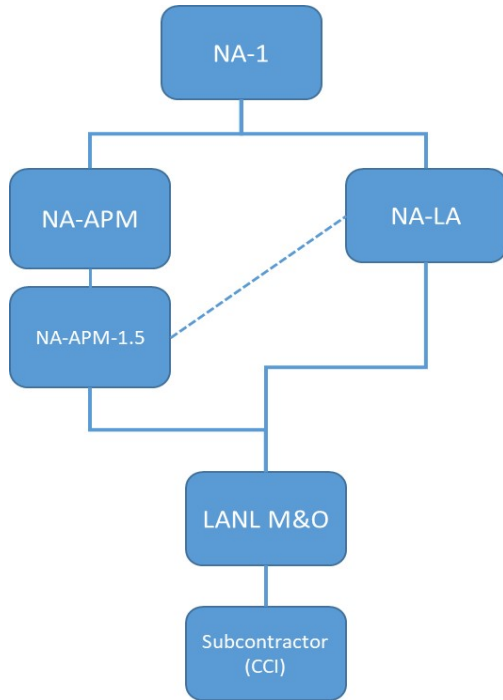 NA-1
NA-APM
NA-LA
NA-APM-1.5
LANL M&O
Subcontractor
(CCI)